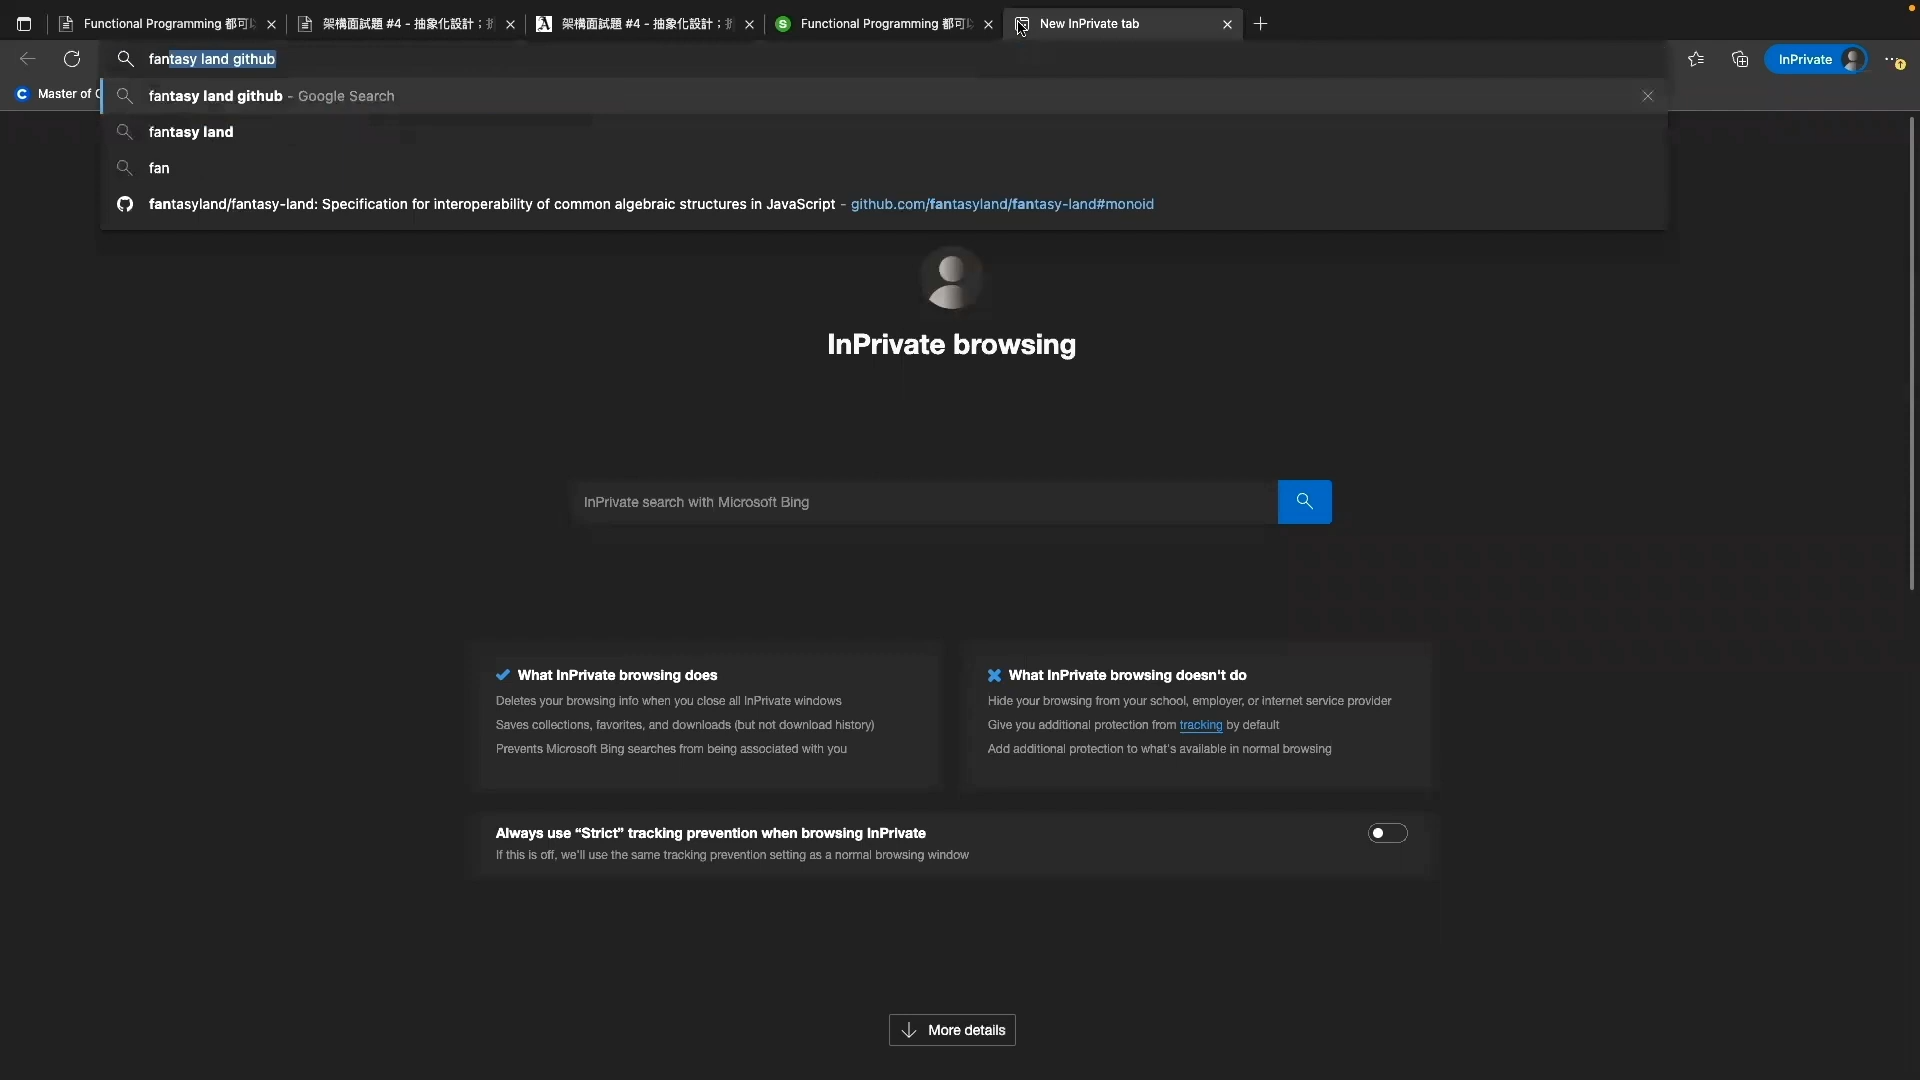 Functional Programming 都可
架構面試題 #4 - 抽象化設計；
架構面試題 #4 - 抽象化設計；
Functional Programming 都可
New InPrivate tab
fantasy land github
InPrivate
Master of C
fantasy land github - Google Search
fantasy land
fan
fantasyland/fantasy-land: Specification for interoperability of common algebraic structures in JavaScript - github.com/fantasyland/fantasy-land#monoid
InPrivate browsing
InPrivate search with Microsoft Bing
What InPrivate browsing does
Deletes your browsing info when you close all InPrivate windows
Saves collections, favorites, and downloads (but not download history)
Prevents Microsoft Bing searches from being associated with you
What InPrivate browsing doesn't do
Hide your browsing from your school, employer, or internet service provider
Give you additional protection from tracking by default
Add additional protection to what's available in normal browsing
Always use “Strict” tracking prevention when browsing InPrivate
If this is off, we'll use the same tracking prevention setting as a normal browsing window
More details